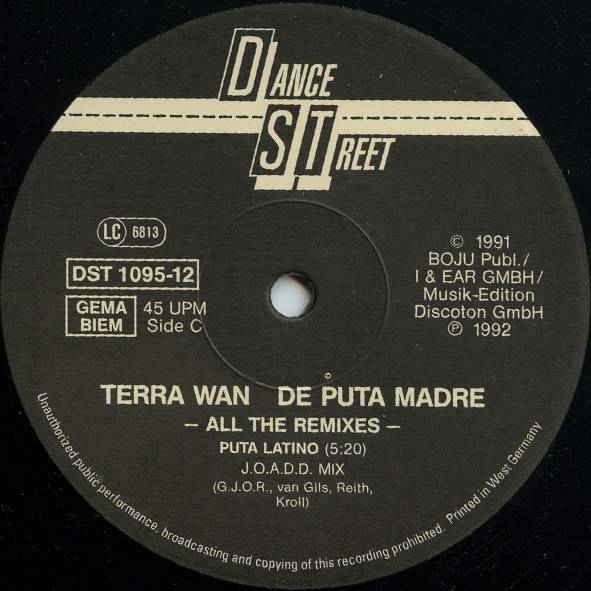 DANCE
STREET
LC 6813
DST 1095-12
GEMA
BIEM
45 UPM
Side C
© 1991
BOJU Publ./
I & EAR GMBH/
Musik-Edition
Discoton GmbH
℗ 1992
TERRA WAN DE PUTA MADRE
– ALL THE REMIXES –
PUTA LATINO (5:20)
J.O.A.D.D. MIX
(G.J.O.R., van Gils, Reith,
Kroll)
Unauthorized public performance, broadcasting and copying of this recording prohibited. Printed in West Germany